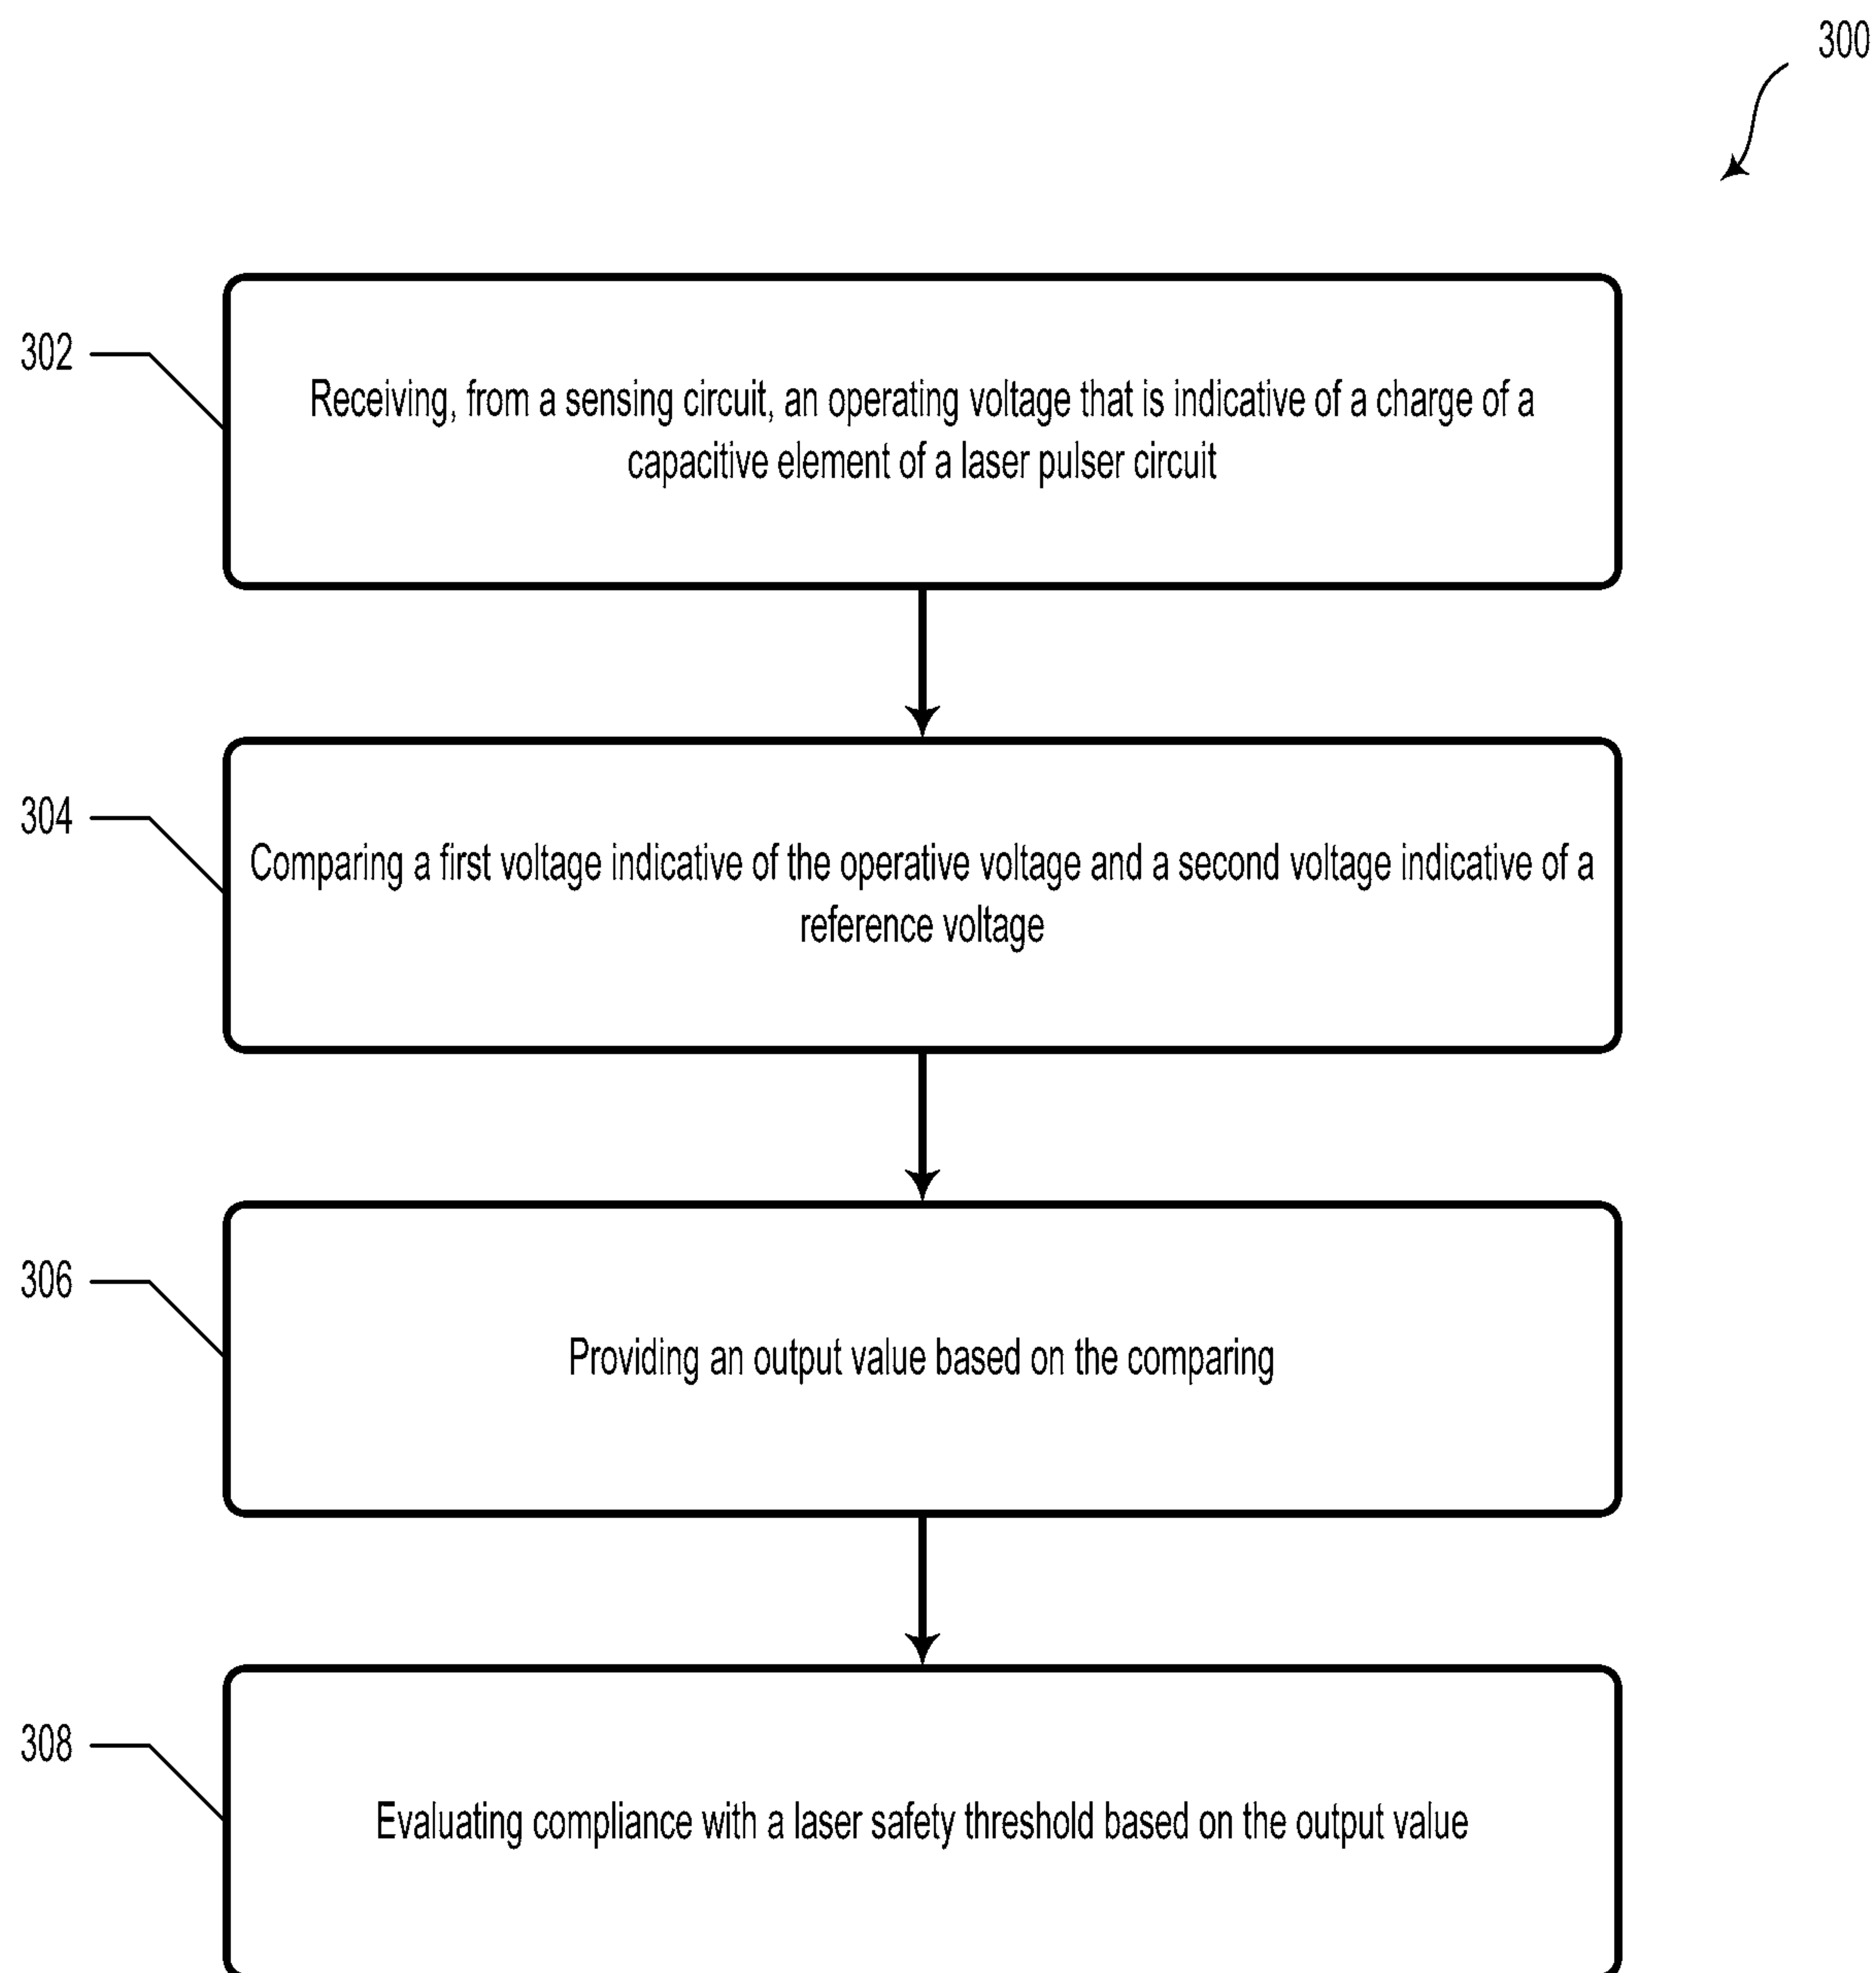 300
302
Receiving, from a sensing circuit, an operating voltage that is indicative of a charge of a
capacitive element of a laser pulser circuit
304
Comparing a first voltage indicative of the operative voltage and a second voltage indicative of a
reference voltage
306
Providing an output value based on the comparing
308
Evaluating compliance with a laser safety threshold based on the output value